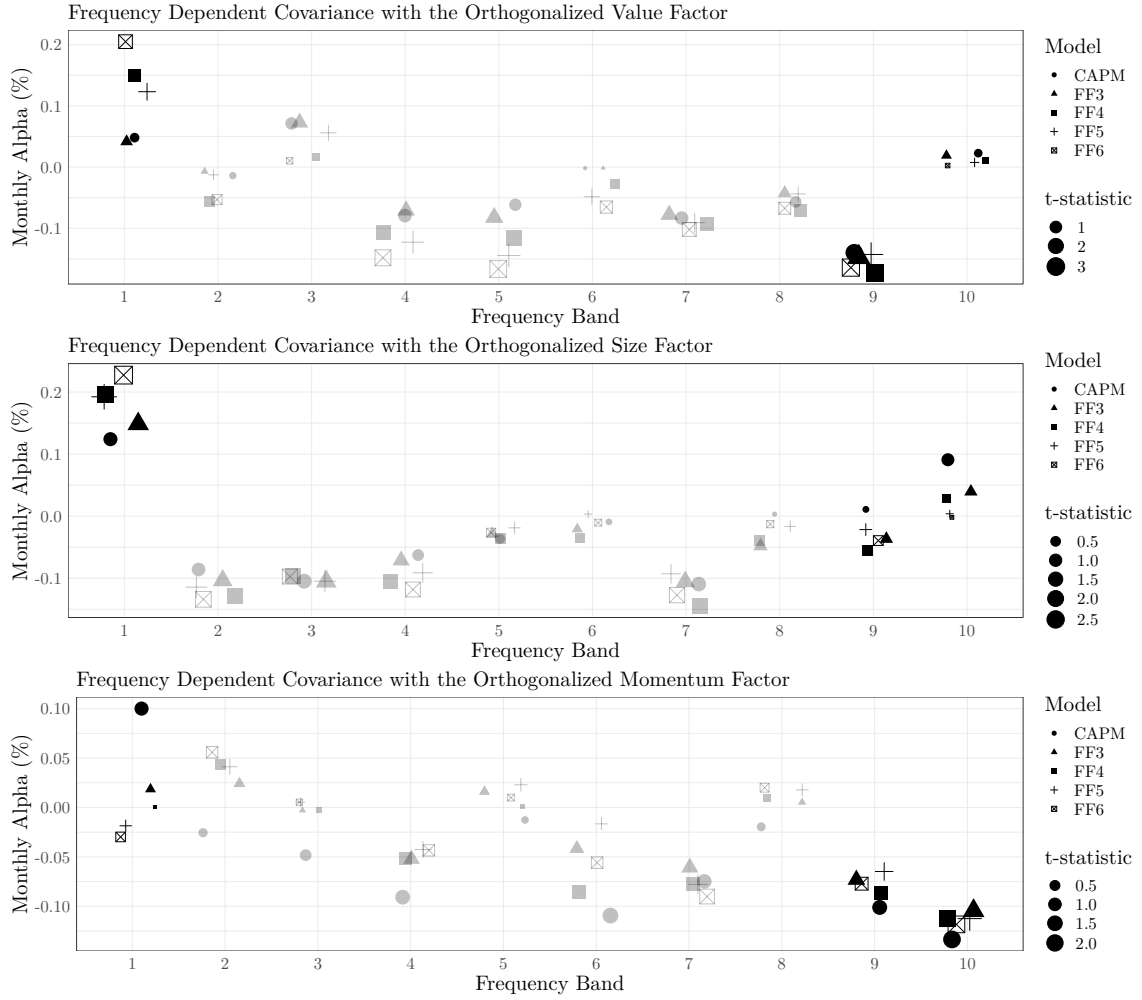 Frequency Dependent Covariance with the Orthogonalized Value Factor
Monthly Alpha (%)
0.2
0.1
0.0
-0.1
1 2 3 4 5 6 7 8 9 10
Frequency Band
Model
CAPM
FF3
FF4
FF5
FF6
t-statistic
1
2
3
Frequency Dependent Covariance with the Orthogonalized Size Factor
Monthly Alpha (%)
0.2
0.1
0.0
-0.1
1 2 3 4 5 6 7 8 9 10
Frequency Band
Model
CAPM
FF3
FF4
FF5
FF6
t-statistic
0.5
1.0
1.5
2.0
2.5
Frequency Dependent Covariance with the Orthogonalized Momentum Factor
Monthly Alpha (%)
0.10
0.05
0.00
-0.05
-0.10
1 2 3 4 5 6 7 8 9 10
Frequency Band
Model
CAPM
FF3
FF4
FF5
FF6
t-statistic
0.5
1.0
1.5
2.0